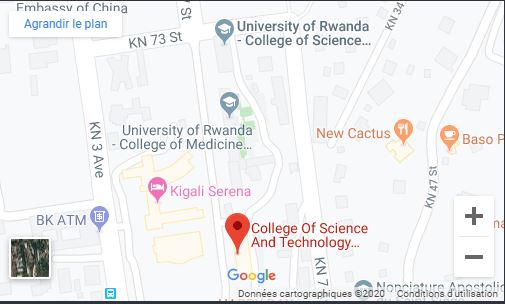 Embassy of China
Agrandir le plan
KN 73 St
University of Rwanda
- College of Science...
KN 34
KN 3 Ave
University of Rwanda
- College of Medicine...
New Cactus
Baso P
Kigali Serena
KN 47 St
BK ATM
College Of Science
And Technology...
KN 7
Google
Nonciature Apostoli
Données cartographiques ©2020
Conditions d'utilisation